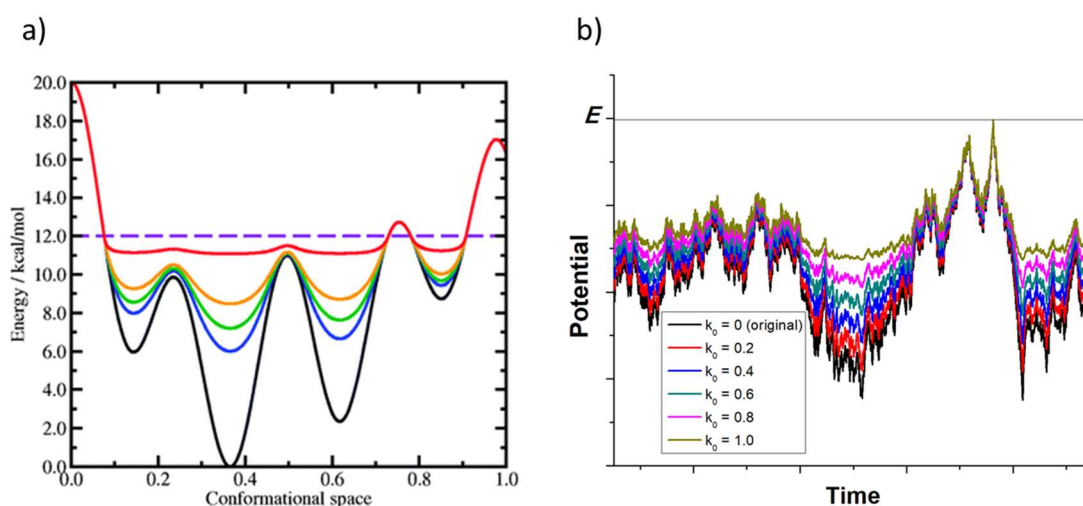 a)
b)
20.0
18.0
16.0
14.0
12.0
10.0
8.0
6.0
4.0
2.0
0.0
Energy / kcal/mol
0.0 0.2 0.4 0.6 0.8 1.0
Conformational space
E
Potential
k0 = 0 (original)
k0 = 0.2
k0 = 0.4
k0 = 0.6
k0 = 0.8
k0 = 1.0
Time